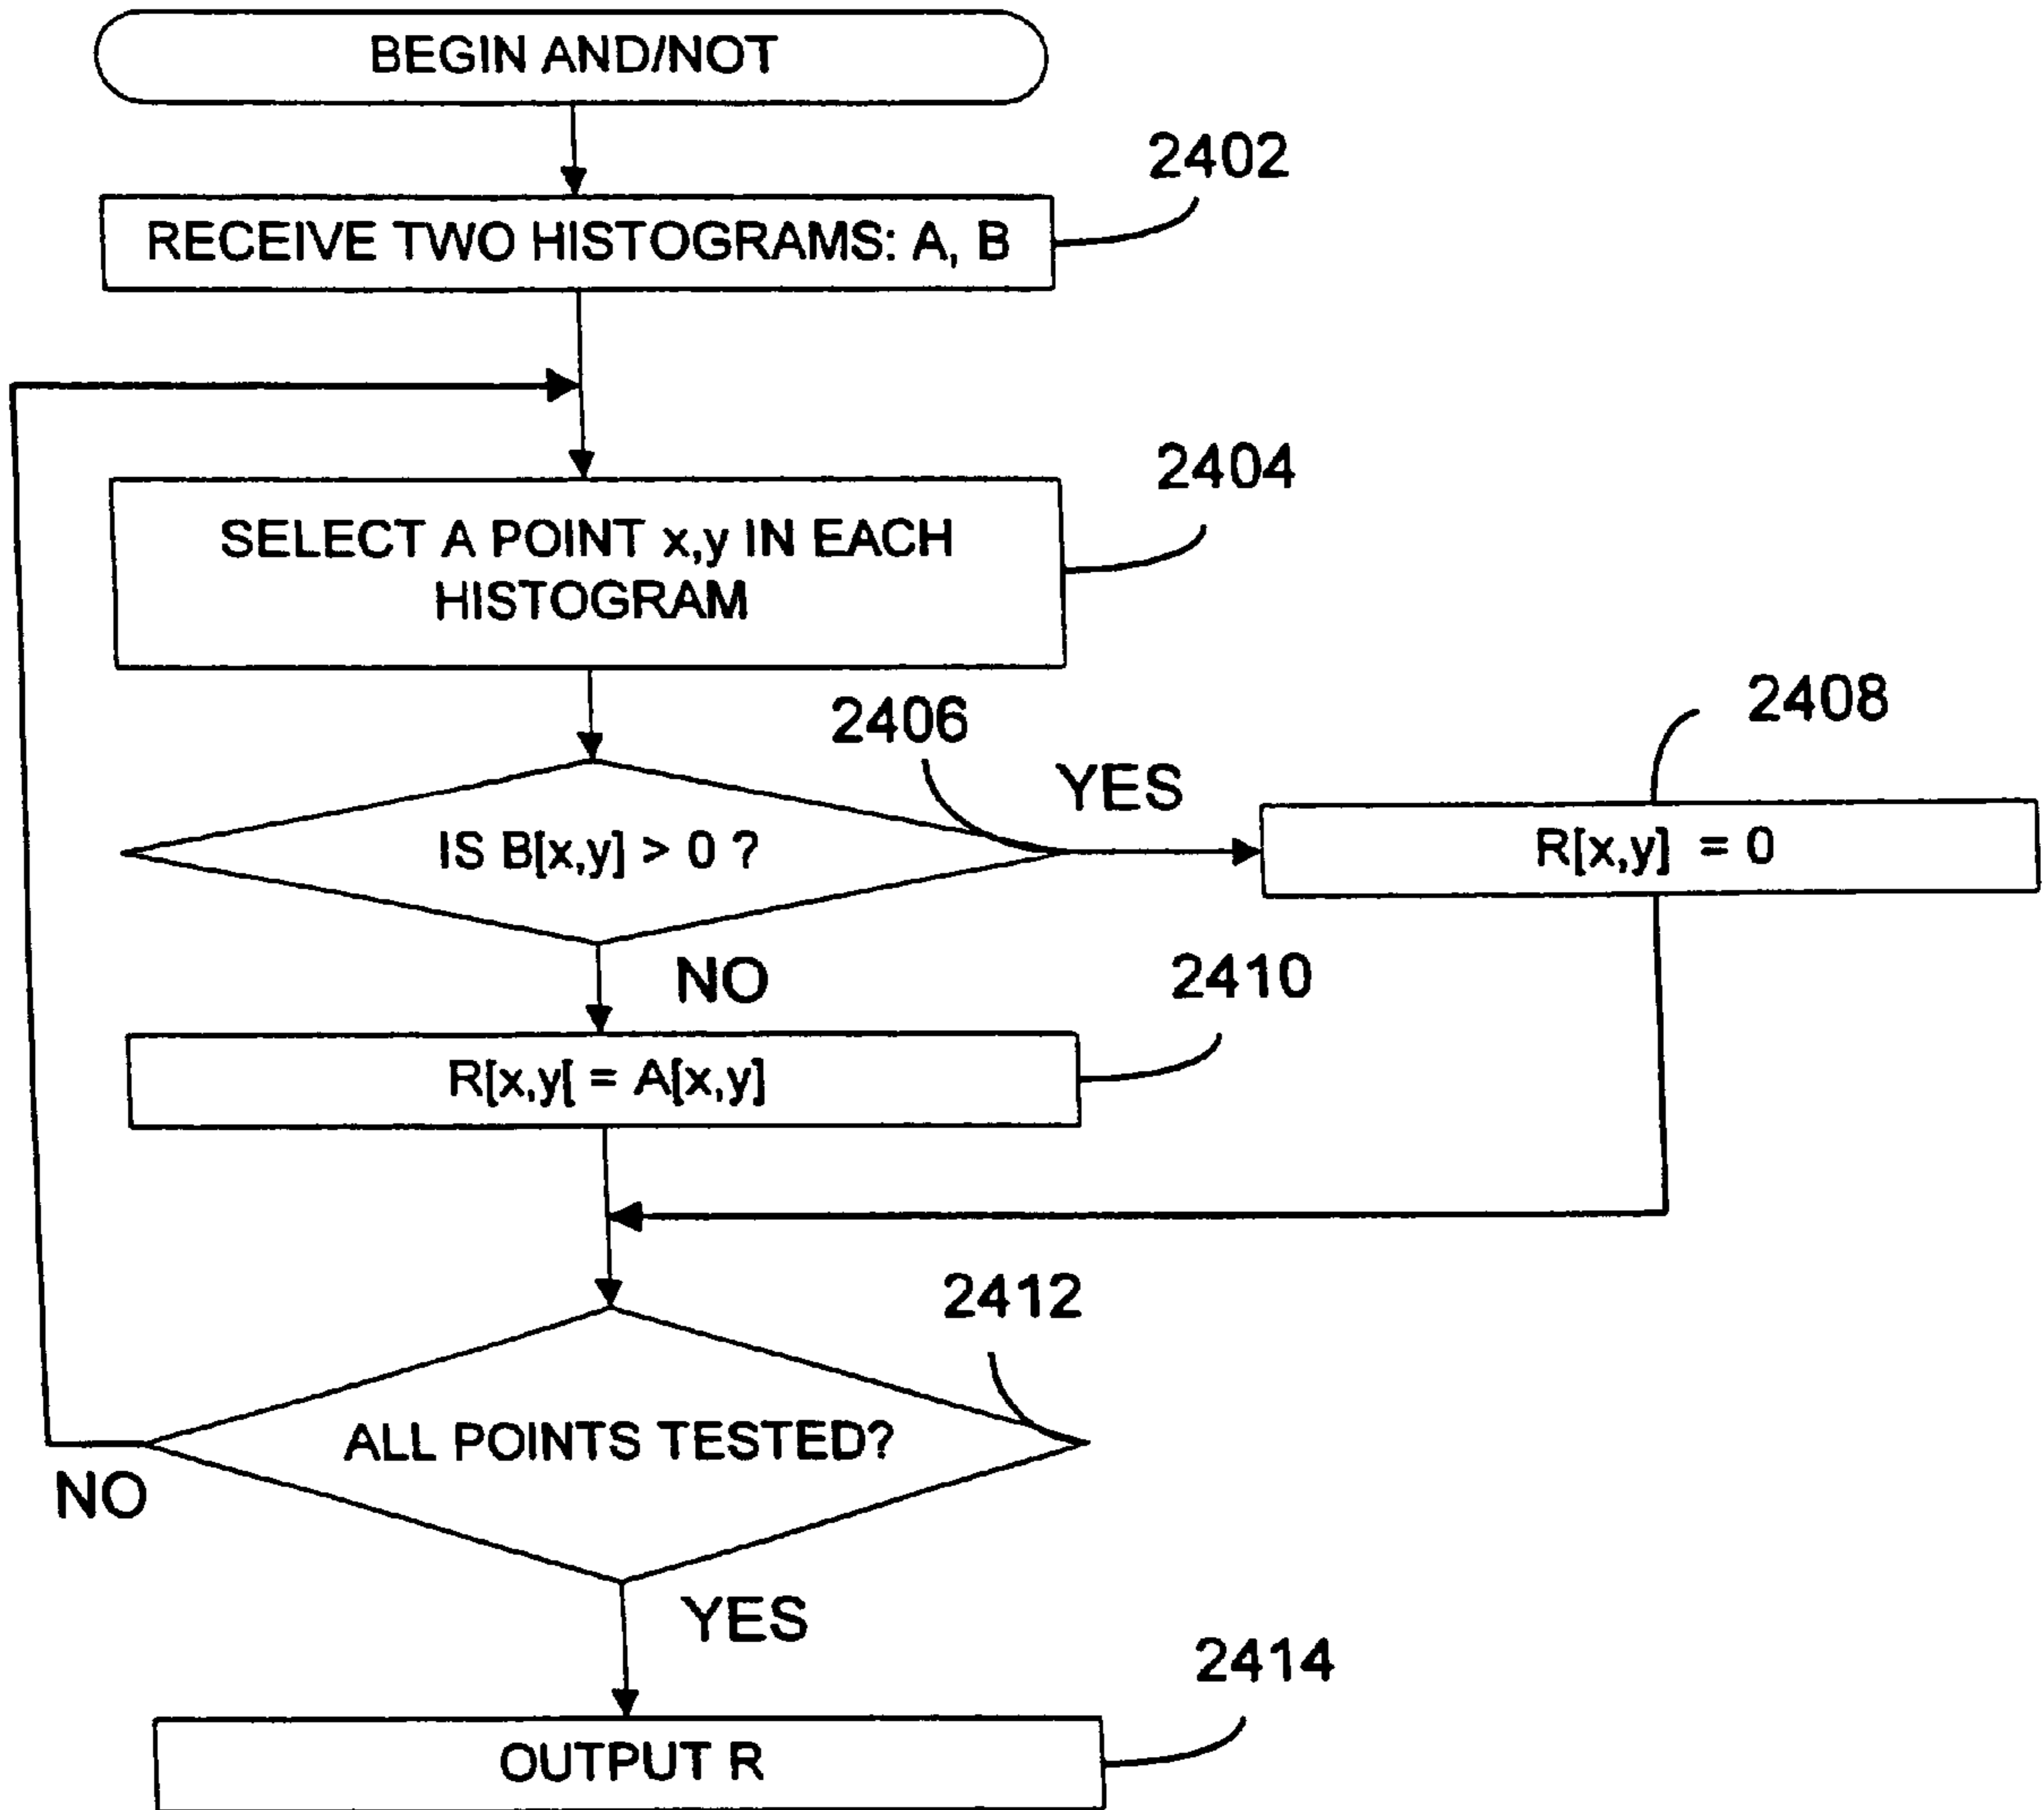 BEGIN AND/NOT
2402
RECEIVE TWO HISTOGRAMS: A, B
2404
SELECT A POINT x,y IN EACH
HISTOGRAM
2406
2408
YES
IS B[x,y] > 0 ?
R[x,y] = 0
NO
2410
R[x,y[ = A[x,y]
2412
ALL POINTS TESTED?
NO
YES
2414
OUTPUT R